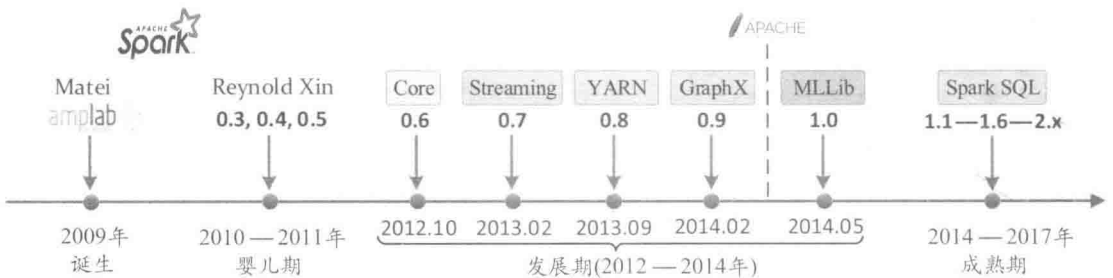 APACHE
Spark
APACHE
Matei
amplab
Reynold Xin
0.3, 0.4, 0.5
Core
0.6
Streaming
0.7
YARN
0.8
GraphX
0.9
MLLib
1.0
Spark SQL
1.1—1.6—2.x
2009年
诞生
2010—2011年
婴儿期
2012.10
2013.02
2013.09
2014.02
2014.05
发展期(2012—2014年)
2014—2017年
成熟期